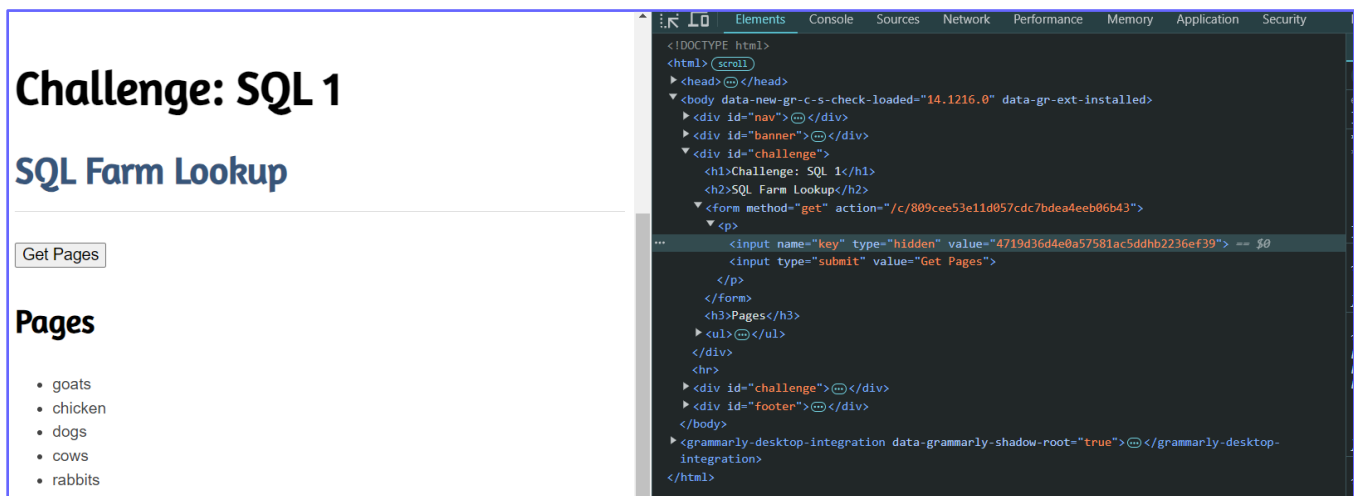 Challenge: SQL 1
SQL Farm Lookup
Get Pages
Pages
goats
chicken
dogs
cows
rabbits
Elements Console Sources Network Performance Memory Application Security
<!DOCTYPE html>
<html> scroll
<head> </head>
<body data-new-gr-c-s-check-loaded="14.1216.0" data-gr-ext-installed>
<div id="nav"> </div>
<div id="banner"> </div>
<div id="challenge">
<h1>Challenge: SQL 1</h1>
<h2>SQL Farm Lookup</h2>
<form method="get" action="/c/809cee53e11d057cdc7bdea4eeb06b43">
<p>
... <input name="key" type="hidden" value="4719d36d4e0a57581ac5ddhb2236ef39"> == $0
<input type="submit" value="Get Pages">
</p>
</form>
<h3>Pages</h3>
<ul> </ul>
</div>
<hr>
<div id="challenge"> </div>
<div id="footer"> </div>
</body>
<grammarly-desktop-integration data-grammarly-shadow-root="true"> </grammarly-desktop-
integration>
</html>